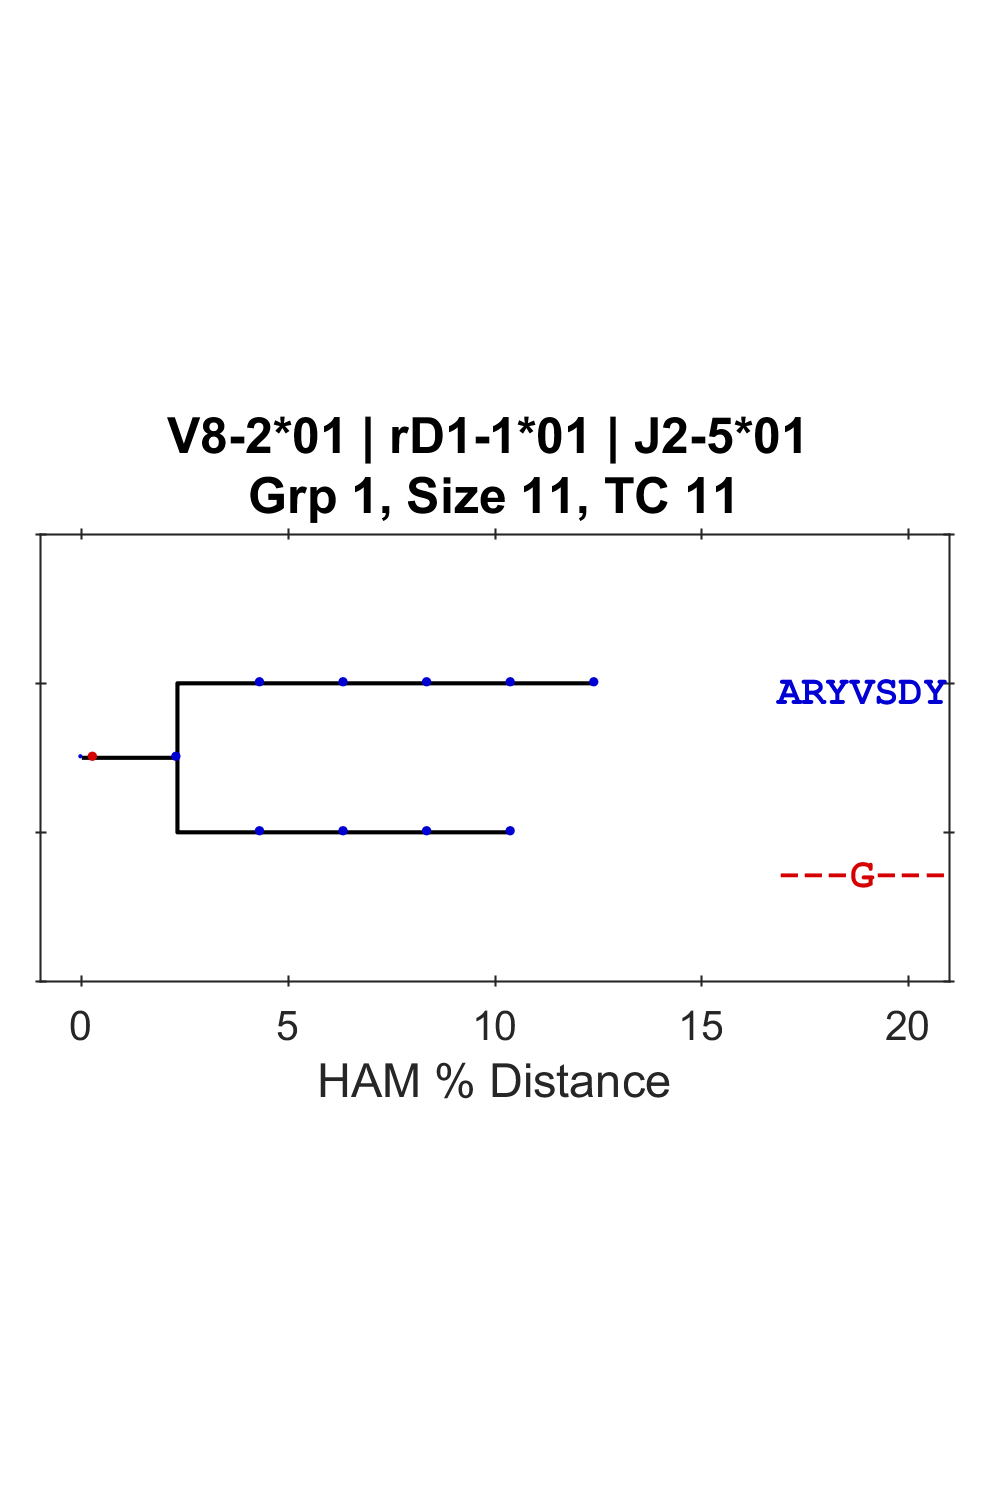 V8-2*01 | rD1-1*01 | J2-5*01
Grp 1, Size 11, TC 11
ARYVSDY
---G---
0 5 10 15 20
HAM % Distance